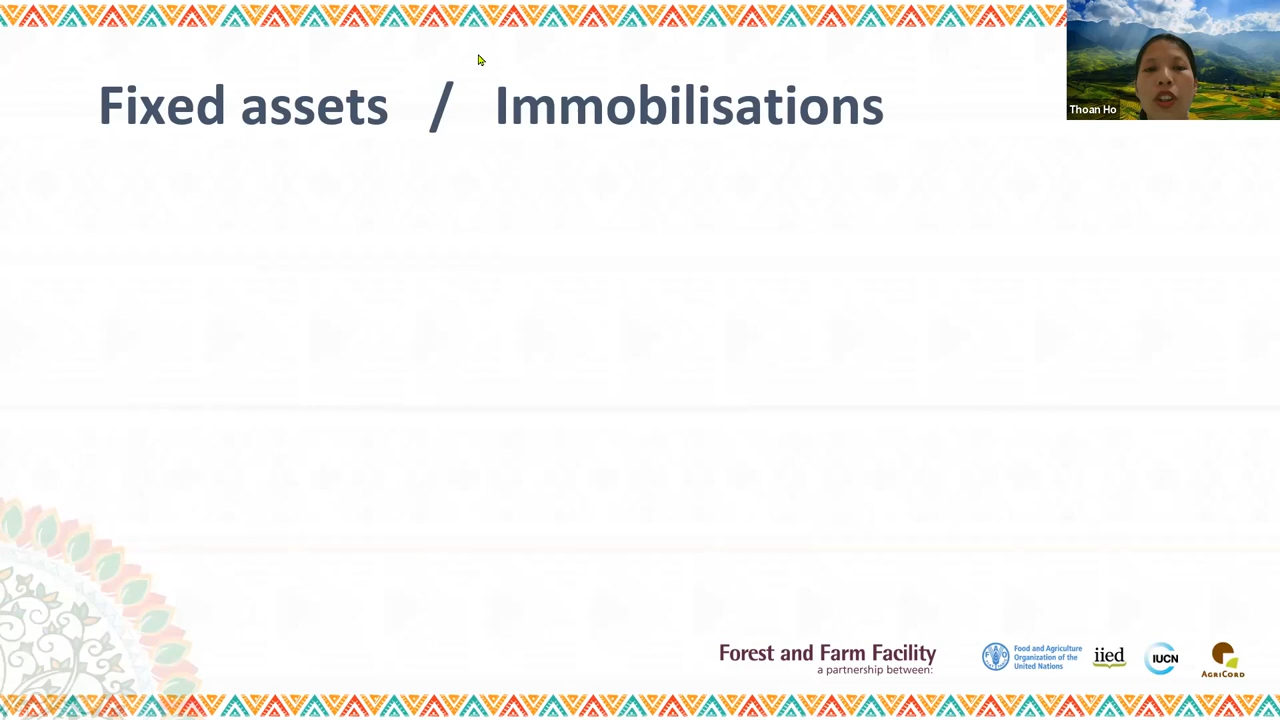 Fixed assets / Immobilisations
Thoan Ho
Forest and Farm Facility
a partnership between:
FAO
Food and Agriculture
Organization of the
United Nations
iied
IUCN
AGRICORD